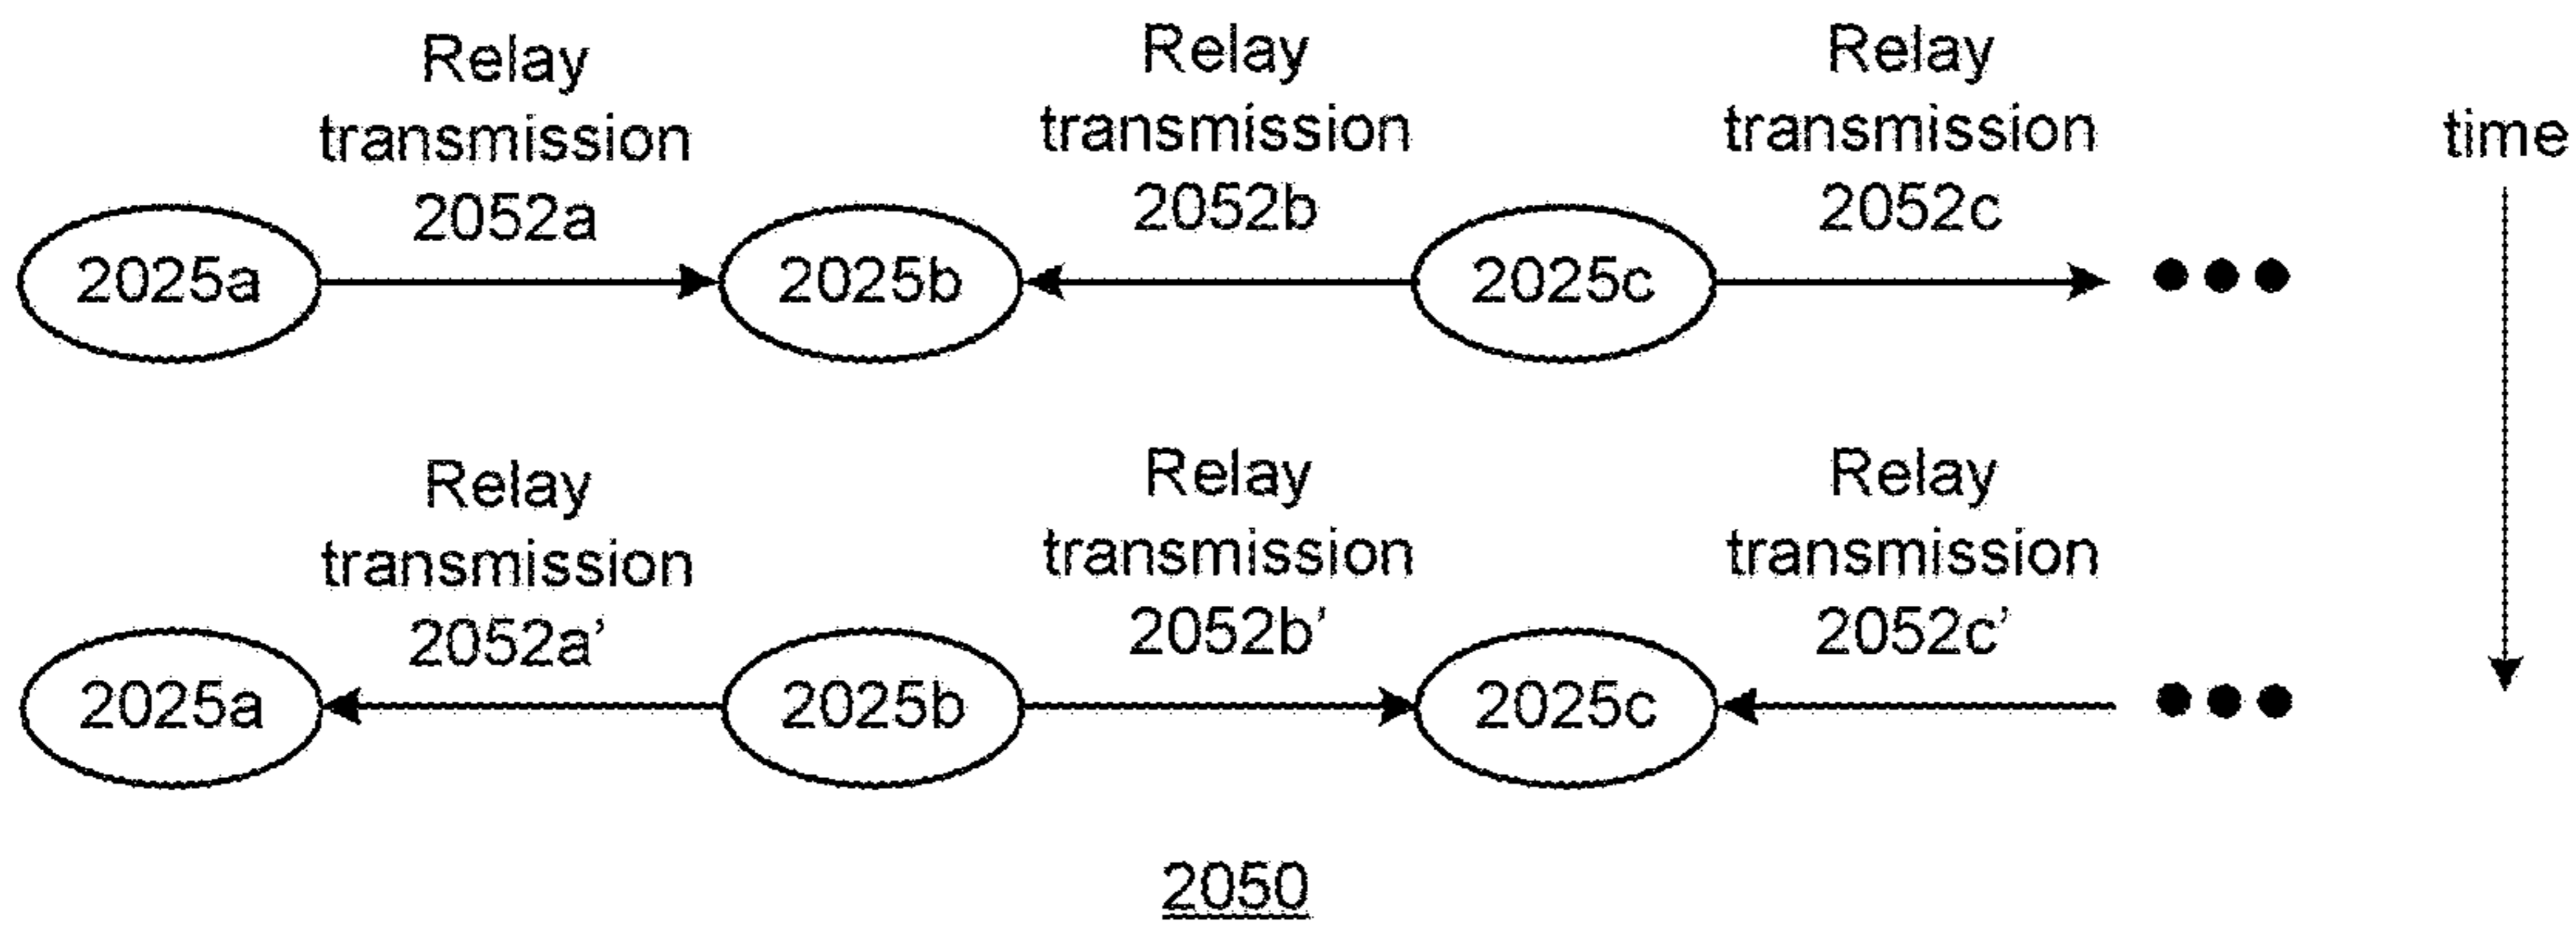 Relay
transmission
2052a
Relay
transmission
2052b
Relay
transmission
2052c
time
2025a
2025b
2025c
Relay
transmission
2052a’
Relay
transmission
2052b’
Relay
transmission
2052c’
2025a
2025b
2025c
2050